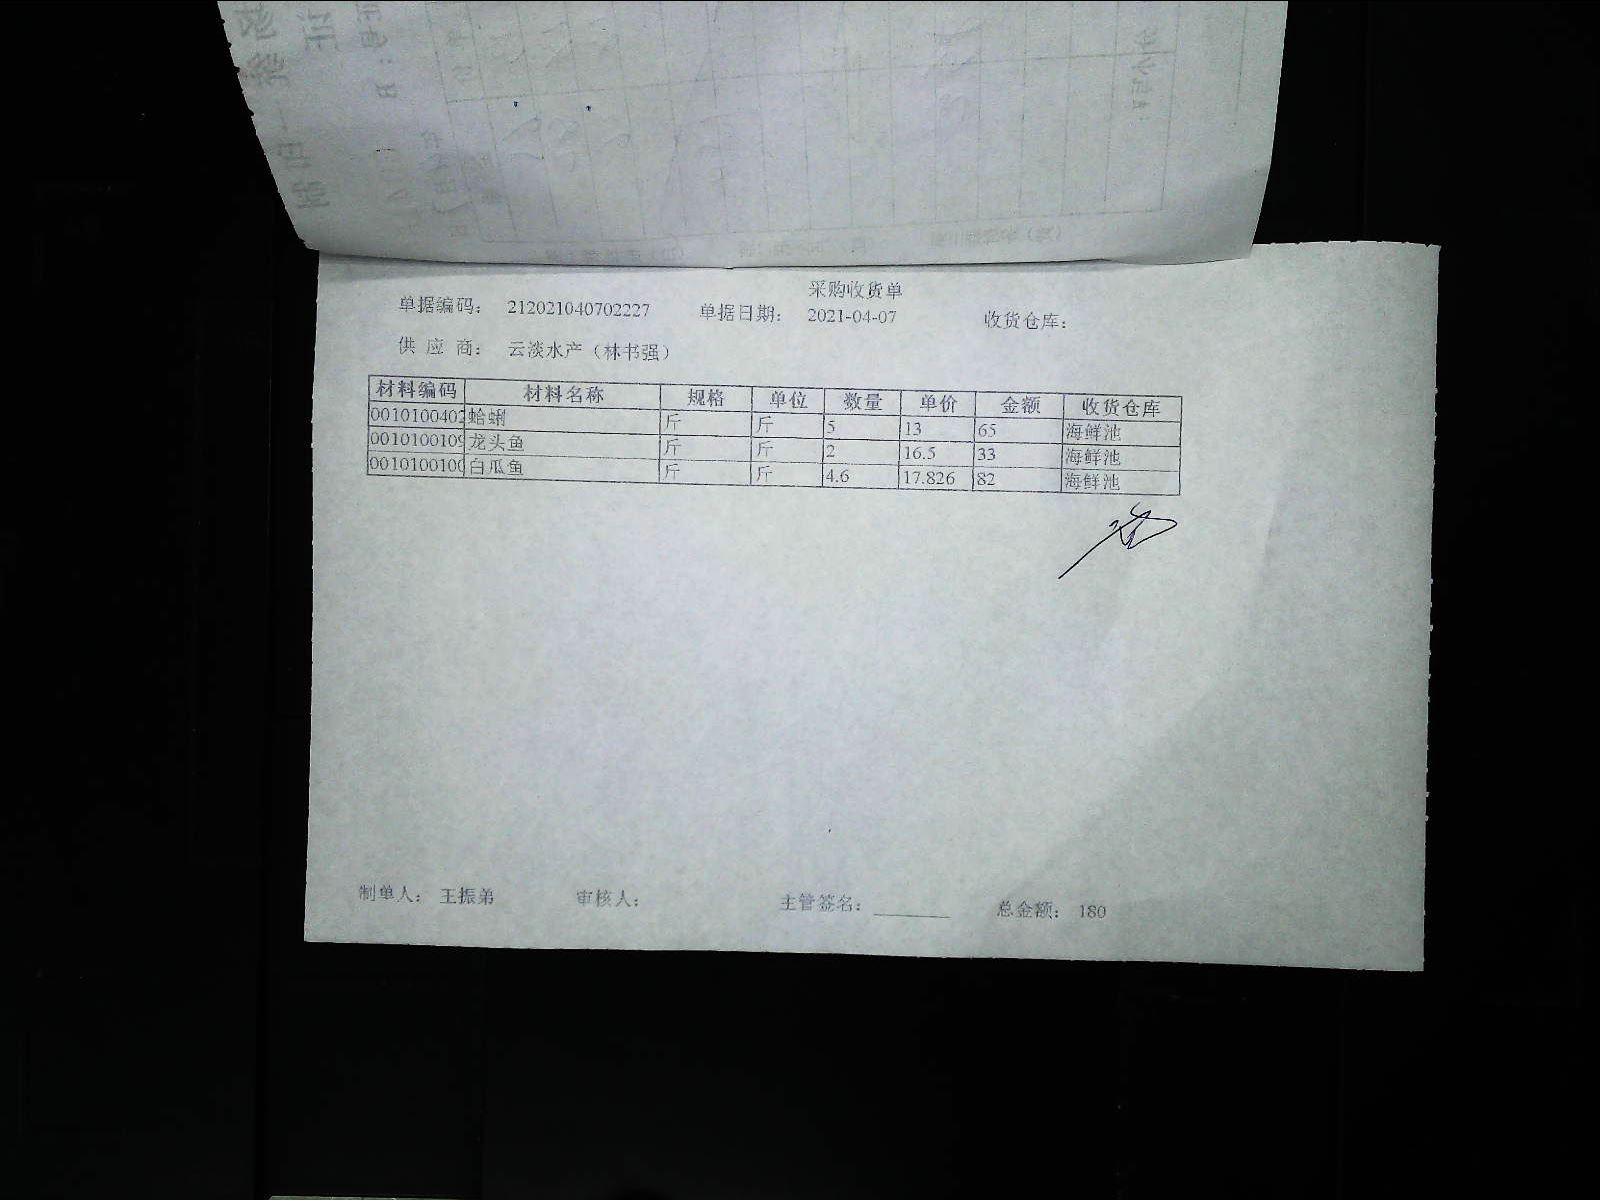 采购收货单
单据编码: 212021040702227 单据日期: 2021-04-07 收货仓库:
供 应 商: 云淡水产（林书强）
材料编码 材料名称 规格 单位 数量 单价 金额 收货仓库
0010100402 蛤蜊 斤 斤 5 13 65 海鲜池
001010010 龙头鱼 斤 斤 2 16.5 33 海鲜池
001010010 白瓜鱼 斤 斤 4.6 17.826 82 海鲜池
制单人: 王振弟 审核人: 主管签名: 总金额: 180